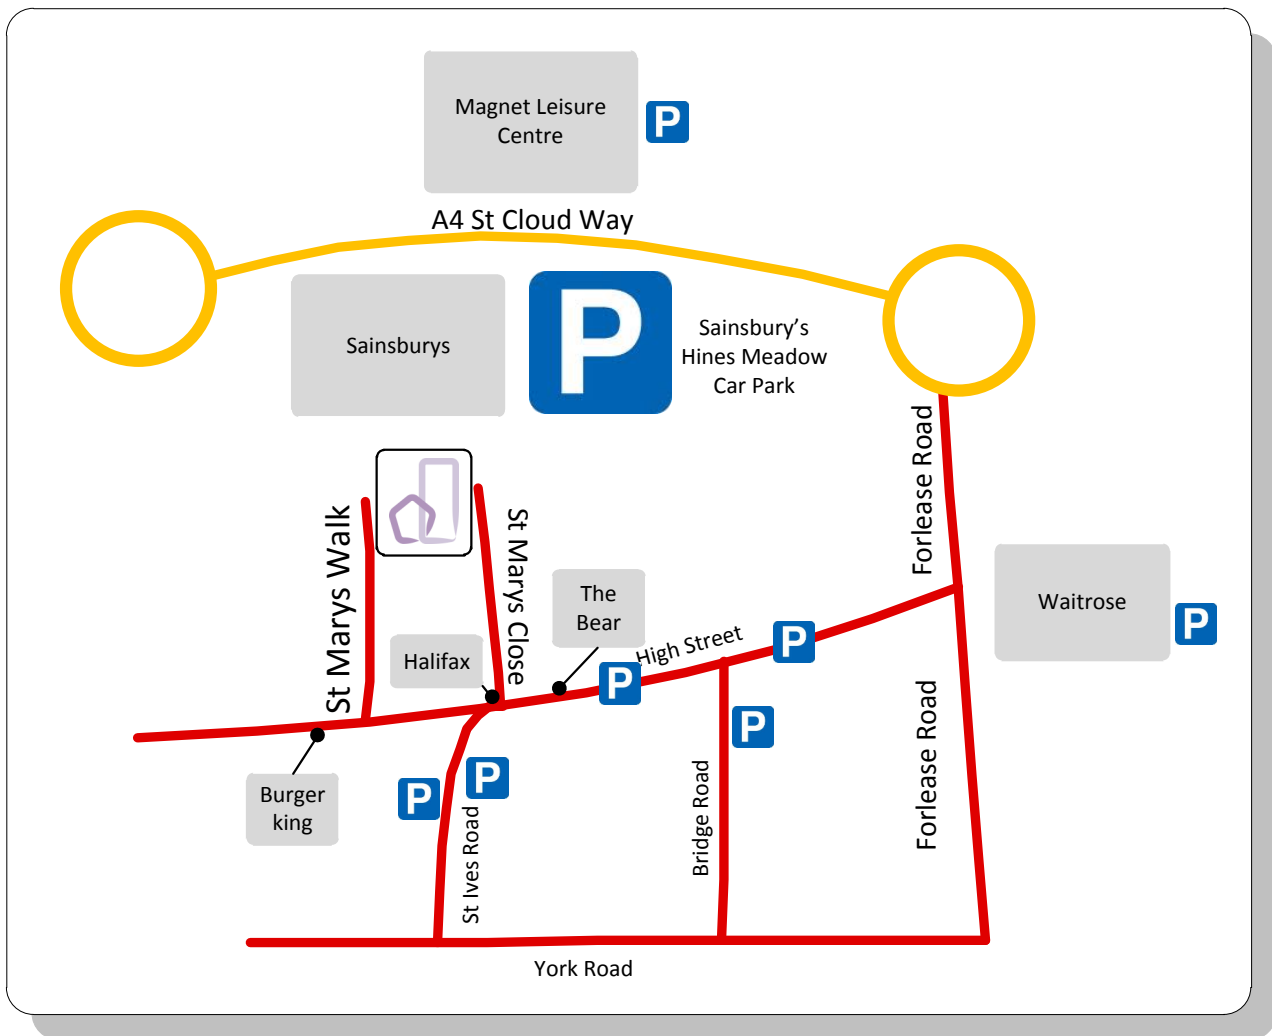 Magnet Leisure
Centre
P
A4 St Cloud Way
Sainsburys
P
Sainsbury’s
Hines Meadow
Car Park
Forlease Road
St Marys Walk
St Marys Close
The
Bear
Waitrose
P
High Street
P
P
Halifax
Forlease Road
P
Bridge Road
P
P
Burger
king
St Ives Road
York Road